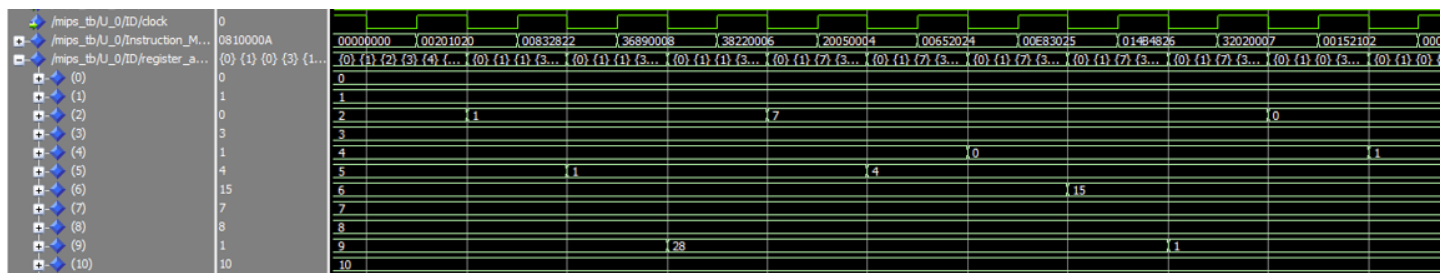 /mips_tb/U_0/ID/clock 0
/mips_tb/U_0/Instruction_M... 0810000A 00000000 00201020 00832822 36890008 38220006 20050004 00652024 00E83025 014B4826 32020007 00152102 000
/mips_tb/U_0/ID/register_a... {0} {1} {0} {3} {1... {0} {1} {2} {3} {4} {... {0} {1} {1} {3... {0} {1} {1} {3... {0} {1} {1} {3... {0} {1} {7} {3... {0} {1} {7} {3... {0} {1} {7} {3... {0} {1} {7} {3... {0} {1} {7} {3... {0} {1} {0} {3... {0} {1} {0} {
(0) 0 0
(1) 1 1
(2) 0 2 1 7 0
(3) 3 3
(4) 1 4 0 1
(5) 4 5 1 4
(6) 15 6 15
(7) 7 7
(8) 8 8
(9) 1 9 28 1
(10) 10 10